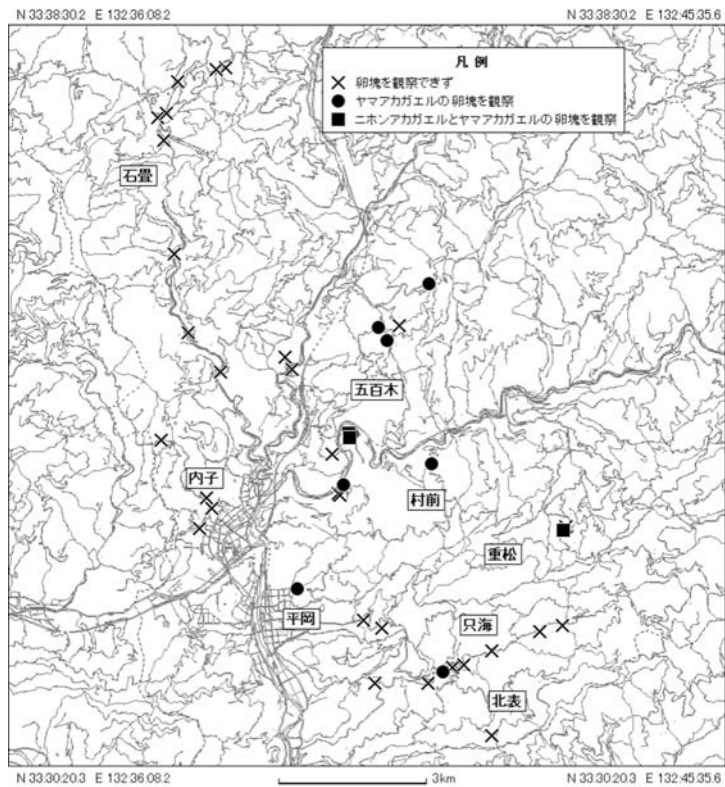 N 33:38:30.2 E 132:36:08.2
N 33:38:30.2 E 132:45:35.6
凡例
卵塊を観察できず
ヤマアカガエルの卵塊を観察
ニホンアカガエルとヤマアカガエルの卵塊を観察
石畳
五百木
内子
村前
重松
平岡
只海
北表
N 33:30:20.3 E 132:36:08.2
3km
N 33:30:20.3 E 132:45:35.6